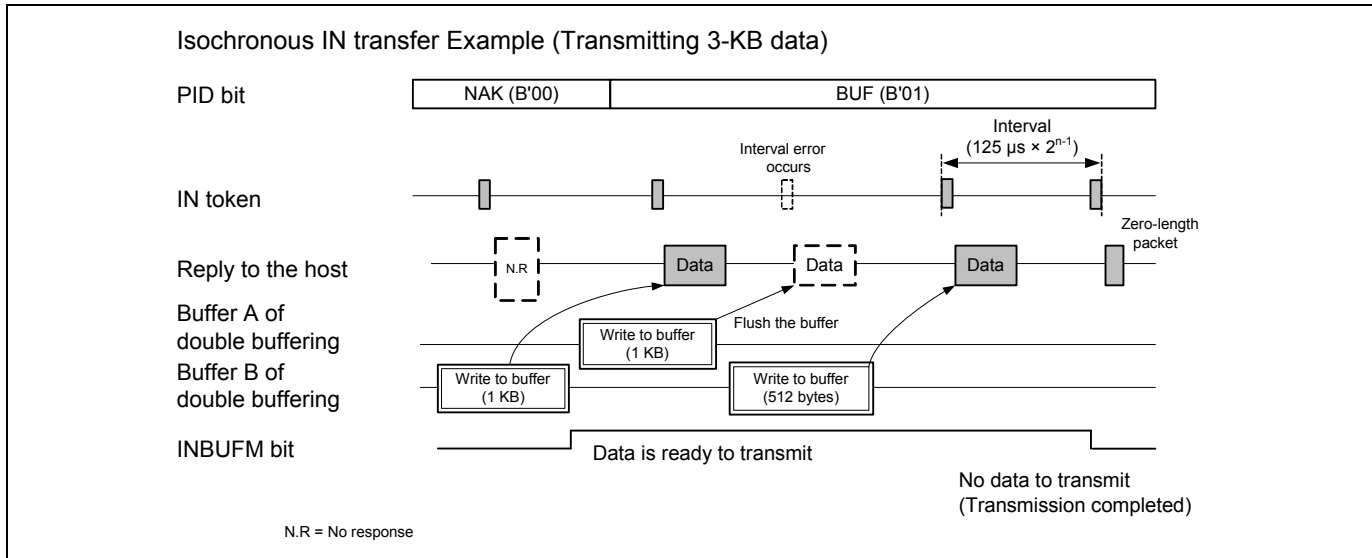 Isochronous IN transfer Example (Transmitting 3-KB data)
PID bit
NAK (B'00)
BUF (B'01)
Interval
(125 µs × 2ⁿ⁻¹)
Interval error
occurs
IN token
Zero-length
packet
Reply to the host
N.R
Data
Data
Data
Buffer A of
double buffering
Flush the buffer
Write to buffer
(1 KB)
Buffer B of
double buffering
Write to buffer
(1 KB)
Write to buffer
(512 bytes)
INBUFM bit
Data is ready to transmit
No data to transmit
(Transmission completed)
N.R = No response